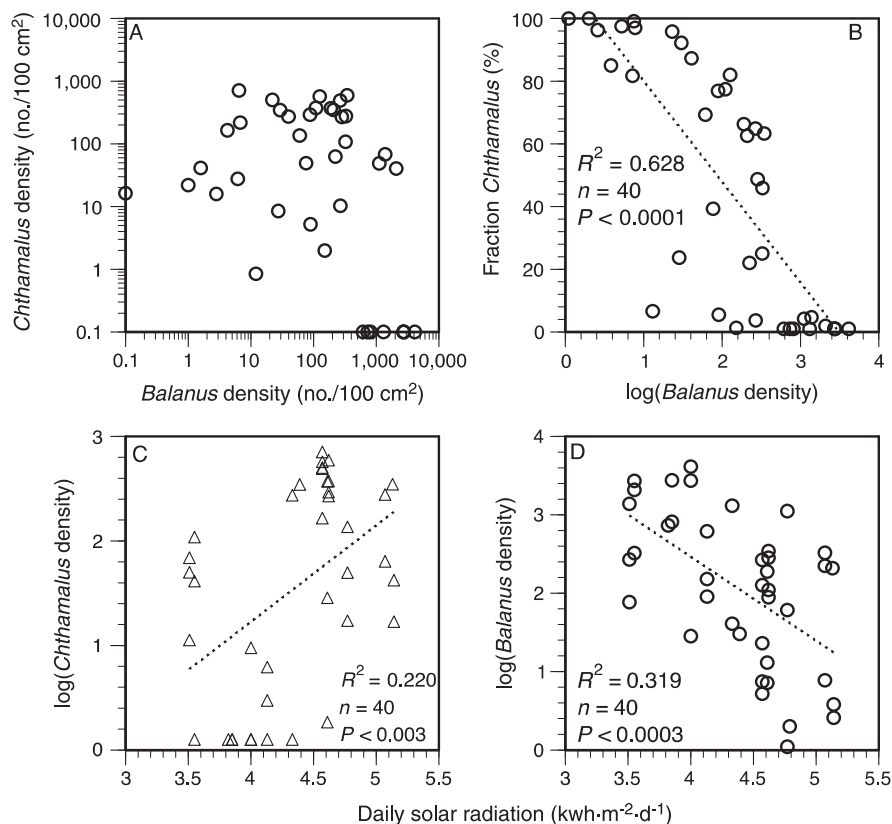 A
10,000
1,000
100
10
1
0.1
Chthamalus density (no./100 cm²)
0.1 1 10 100 1,000 10,000
Balanus density (no./100 cm²)
B
100
80
60
40
20
0
Fraction Chthamalus (%)
R² = 0.628
n = 40
P < 0.0001
0 1 2 3 4
log(Balanus density)
C
3
2
1
0
log(Chthamalus density)
R² = 0.220
n = 40
P < 0.003
3 3.5 4 4.5 5 5.5
D
4
3
2
1
0
log(Balanus density)
R² = 0.319
n = 40
P < 0.0003
3 3.5 4 4.5 5 5.5
Daily solar radiation (kwh·m⁻²·d⁻¹)